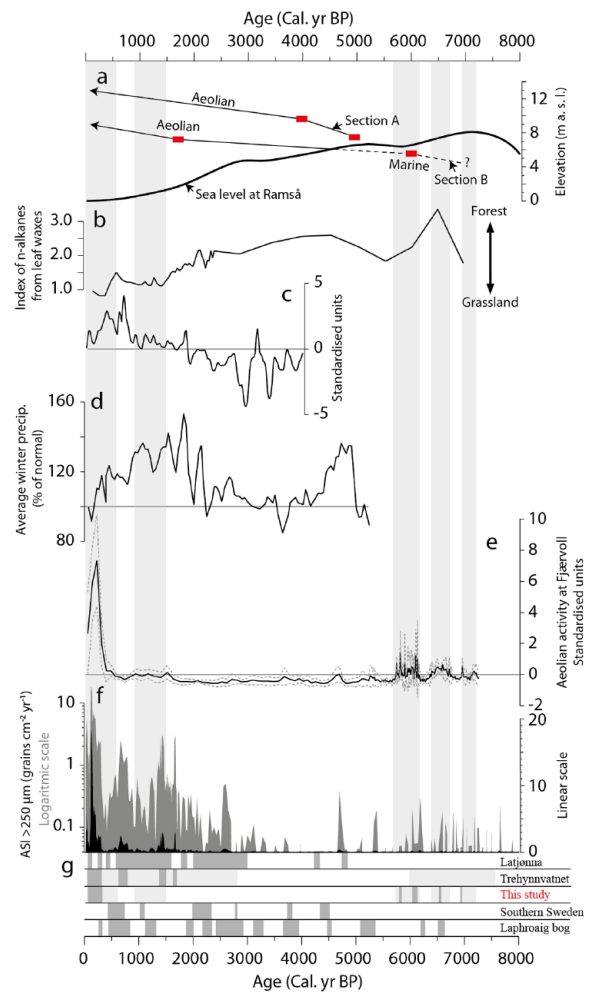 Age (Cal. yr BP)
1000 2000 3000 4000 5000 6000 7000 8000
a
Aeolian
Section A
Aeolian
Marine
?
Section B
Sea level at Ramså
12
8
4
0
Elevation (m a. s. l.)
b
3.0
2.0
1.0
Index of n-alkanes
from leaf waxes
Forest
Grassland
c
5
0
-5
Standardised units
d
160
120
80
Average winter precip.
(% of normal)
e
10
8
6
4
2
0
-2
Aeolian activity at Fjærvoll
Standardised units
f
10
1
0.1
ASI >250 µm (grains cm⁻² yr⁻¹)
Logaritmic scale
20
10
0
Linear scale
g
Latjønna
Trehynnvatnet
This study
Southern Sweden
Laphroaig bog
0 1000 2000 3000 4000 5000 6000 7000 8000
Age (Cal. yr BP)